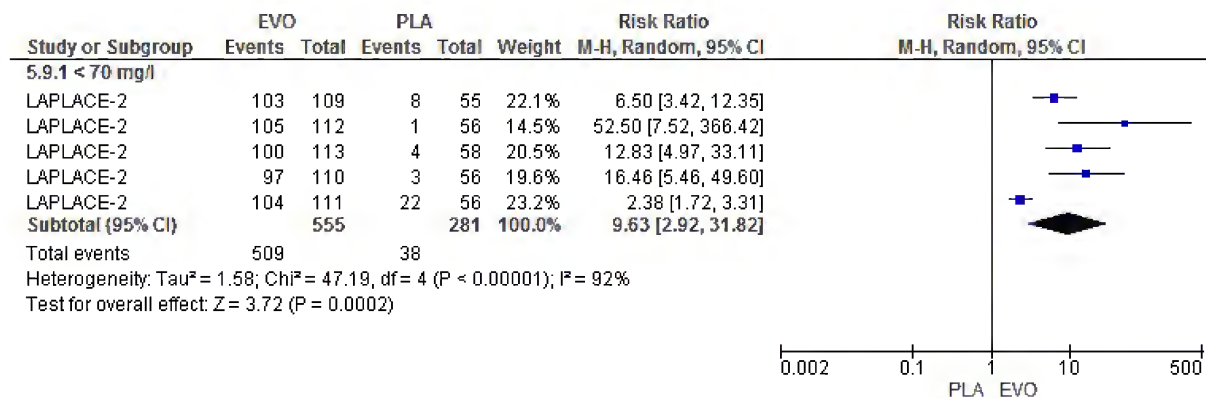 EVO PLA Risk Ratio Risk Ratio
Study or Subgroup Events Total Events Total Weight M-H, Random, 95% CI M-H, Random, 95% CI
5.9.1 < 70 mg/l
LAPLACE-2 103 109 8 55 22.1% 6.50 [3.42, 12.35]
LAPLACE-2 105 112 1 56 14.5% 52.50 [7.52, 366.42]
LAPLACE-2 100 113 4 58 20.5% 12.83 [4.97, 33.11]
LAPLACE-2 97 110 3 56 19.6% 16.46 [5.46, 49.60]
LAPLACE-2 104 111 22 56 23.2% 2.38 [1.72, 3.31]
Subtotal (95% CI) 555 281 100.0% 9.63 [2.92, 31.82]
Total events 509 38
Heterogeneity: Tau² = 1.58; Chi² = 47.19, df = 4 (P < 0.00001); I² = 92%
Test for overall effect: Z = 3.72 (P = 0.0002)
0.002 0.1 1 10 500
PLA EVO